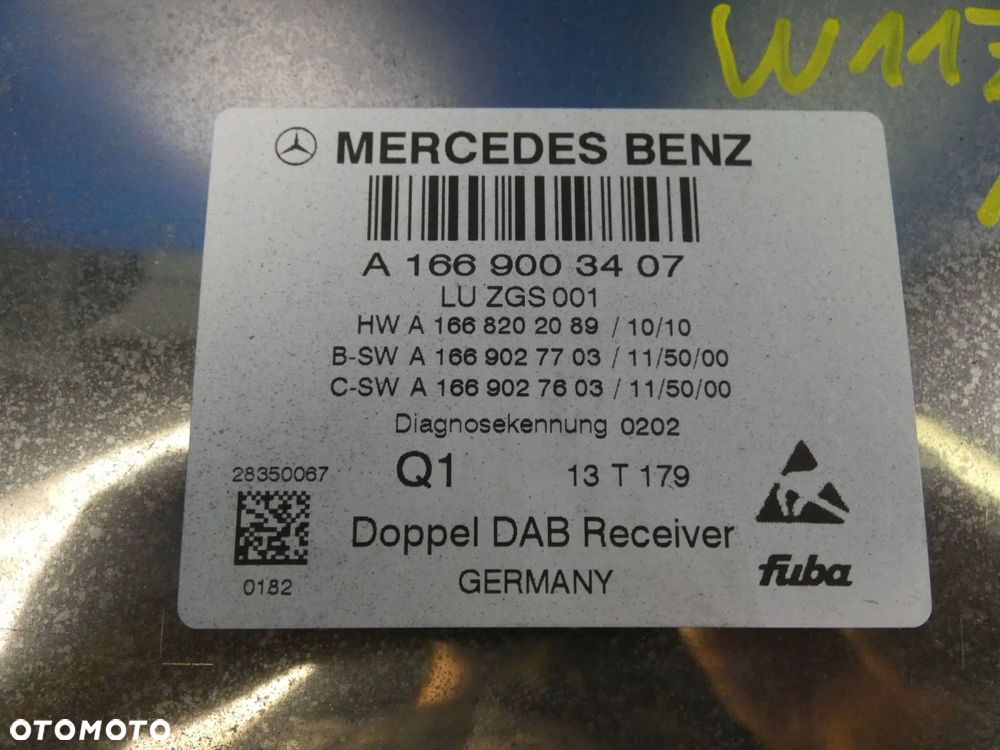 MERCEDES BENZ
A 166 900 34 07
LU ZGS 001
HW A 166 820 20 89 / 10/10
B-SW A 166 902 77 03 / 11/50/00
C-SW A 166 902 76 03 / 11/50/00
Diagnosekennung 0202
28350067
Q1
13 T 179
0182
Doppel DAB Receiver
GERMANY
fuba
OTOMOTO